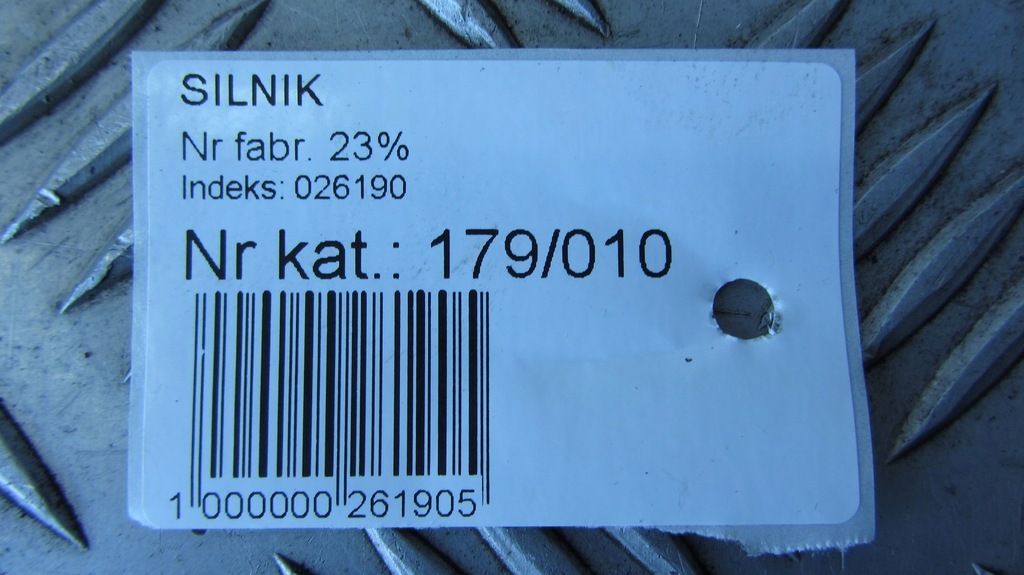 SILNIK
Nr fabr. 23%
Indeks: 026190
Nr kat.: 179/010
1 000000 261905